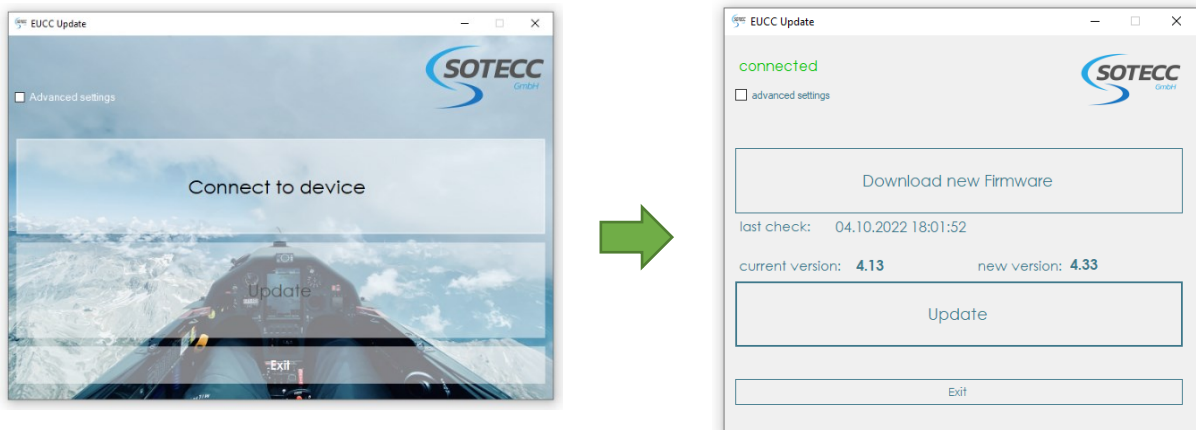 EUCC Update
SOTECC
GmbH
Advanced settings
Connect to device
Update
Exit
EUCC Update
connected
SOTECC
GmbH
advanced settings
Download new Firmware
last check: 04.10.2022 18:01:52
current version: 4.13 new version: 4.33
Update
Exit